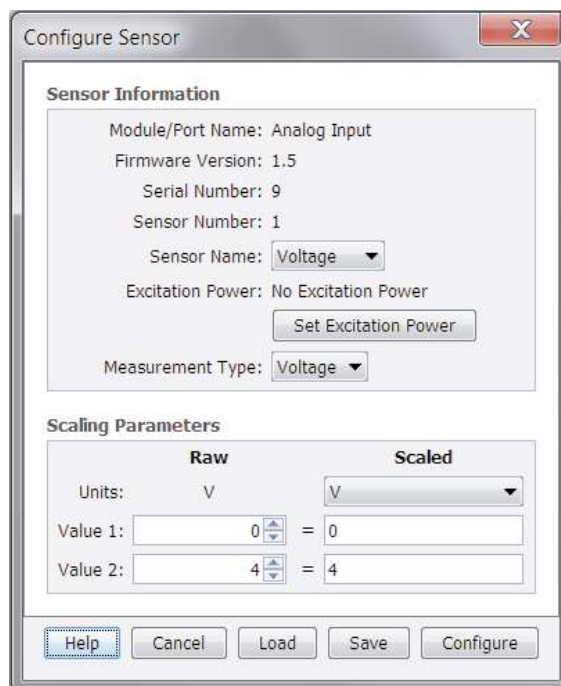 Configure Sensor
X
Sensor Information
Module/Port Name: Analog Input
Firmware Version: 1.5
Serial Number: 9
Sensor Number: 1
Sensor Name: Voltage
Excitation Power: No Excitation Power
Set Excitation Power
Measurement Type: Voltage
Scaling Parameters
Raw Scaled
Units: V V
Value 1: 0 = 0
Value 2: 4 = 4
Help Cancel Load Save Configure